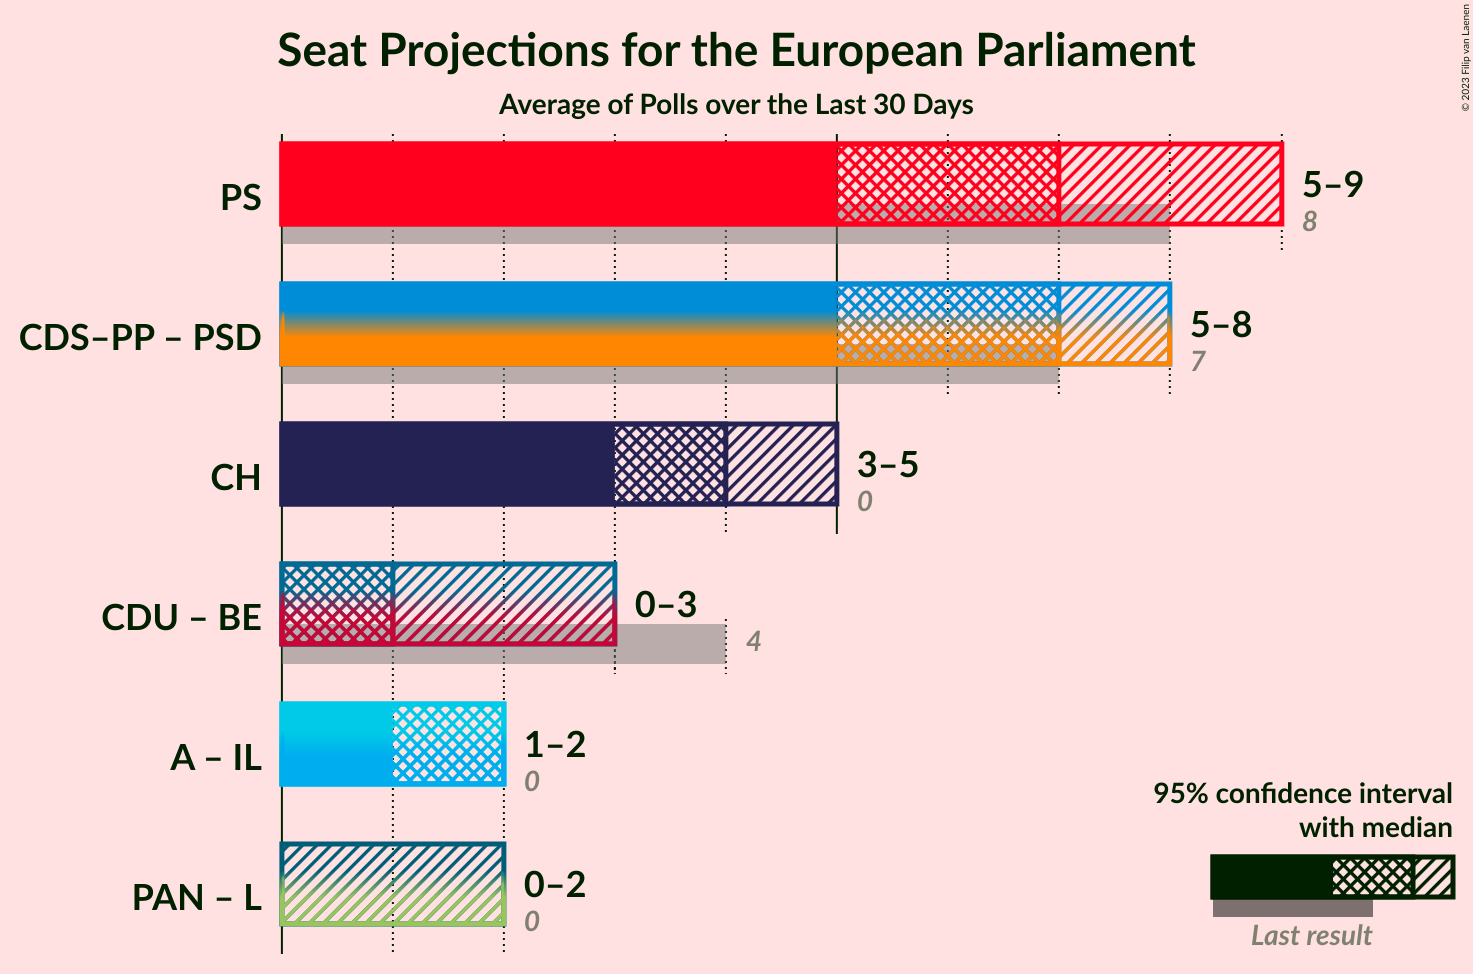 Seat Projections for the European Parliament
Average of Polls over the Last 30 Days
© 2023 Filip van Laenen
PS
5–9
8
CDS–PP – PSD
5–8
7
CH
3–5
0
CDU – BE
0–3
4
A – IL
1–2
0
PAN – L
0–2
0
95% confidence interval
with median
Last result